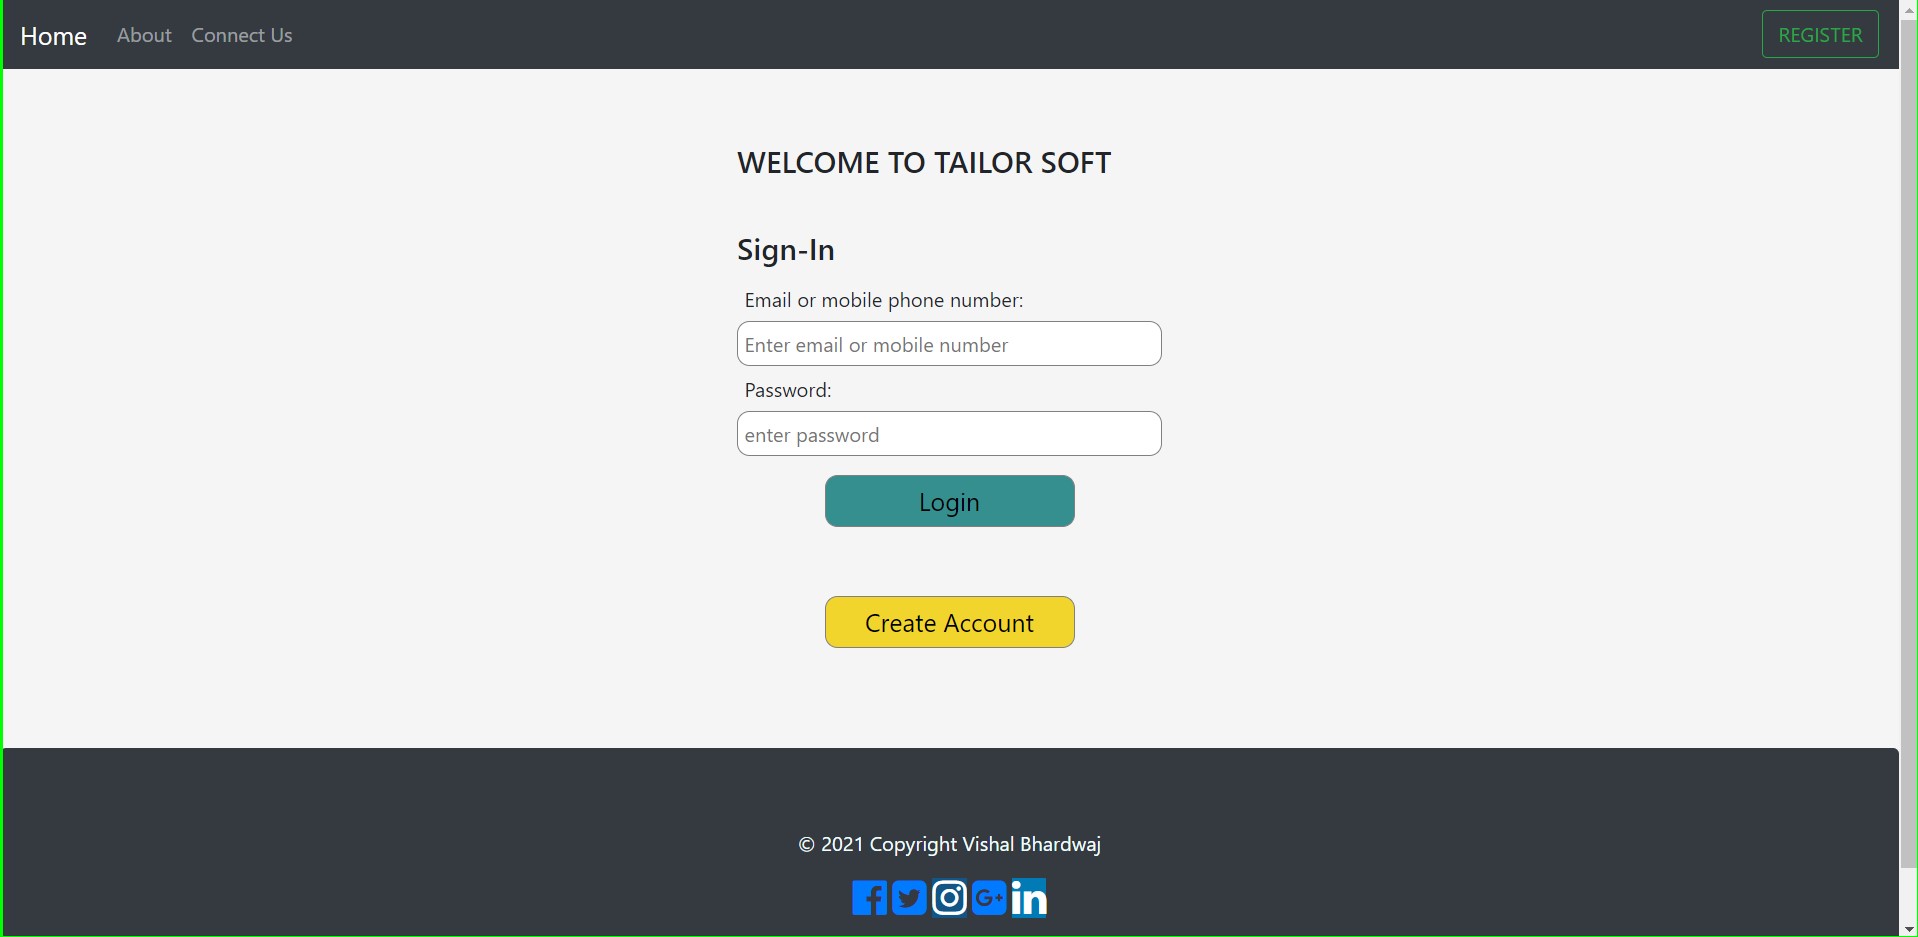 Home About Connect Us REGISTER
WELCOME TO TAILOR SOFT
Sign-In
Email or mobile phone number:
Enter email or mobile number
Password:
enter password
Login
Create Account
© 2021 Copyright Vishal Bhardwaj